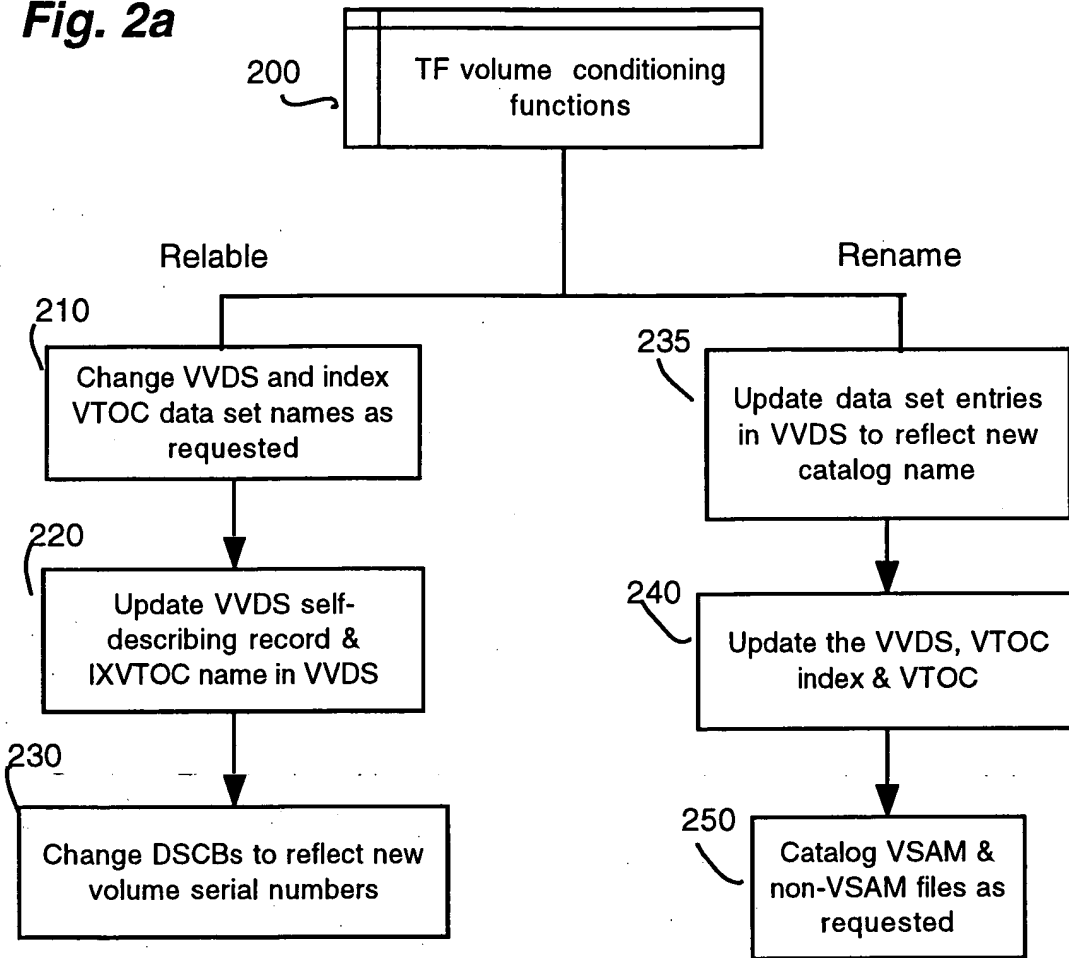 Fig. 2a
200
TF volume conditioning
functions
Relable
Rename
210
Change VVDS and index
VTOC data set names as
requested
235
Update data set entries
in VVDS to reflect new
catalog name
220
Update VVDS self-
describing record &
IXVTOC name in VVDS
240
Update the VVDS, VTOC
index & VTOC
230
Change DSCBs to reflect new
volume serial numbers
250
Catalog VSAM &
non-VSAM files as
requested